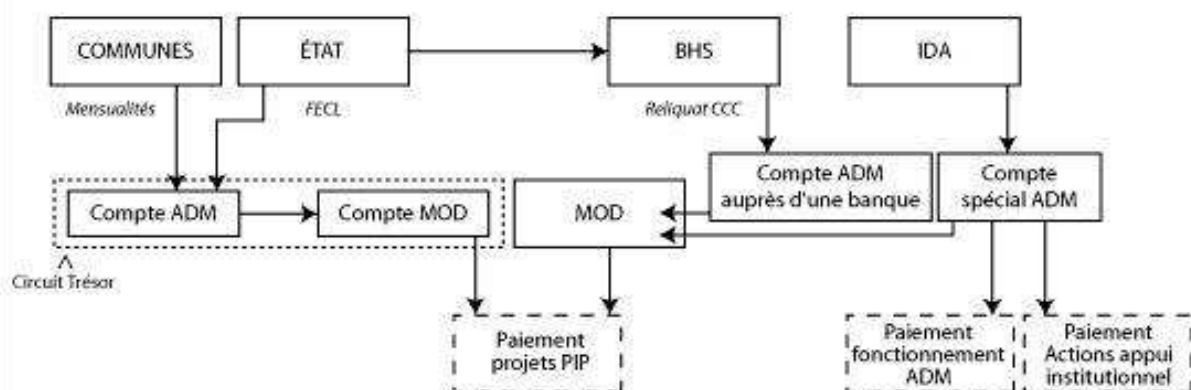 COMMUNES
ÉTAT
BHS
IDA
Mensualités
FECL
Reliquat CCC
Compte ADM
Compte MOD
MOD
Compte ADM
auprès d'une banque
Compte
spécial ADM
Circuit Trésor
Paiement
projets PIP
Paiement
fonctionnement
ADM
Paiement
Actions appui
institutionnel